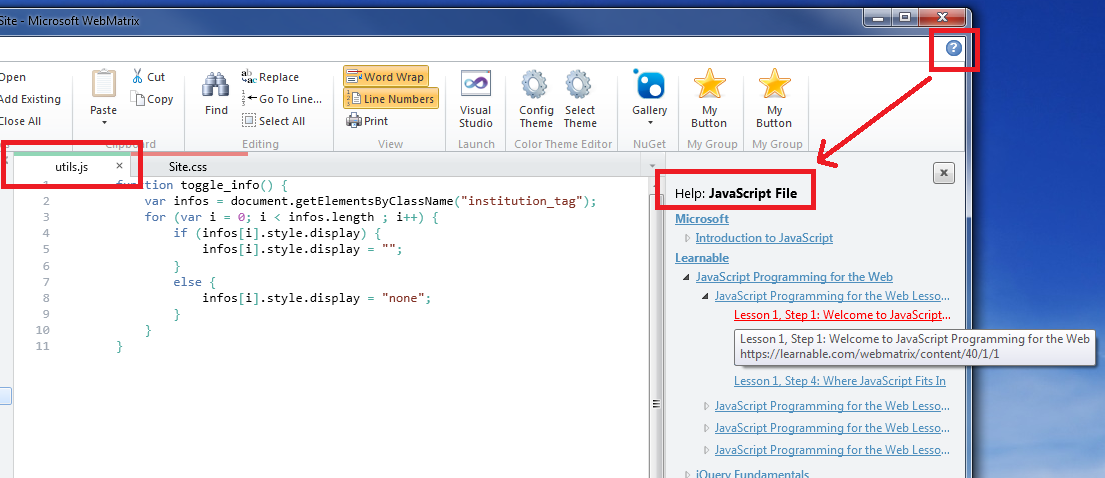 Site - Microsoft WebMatrix
Open
Add Existing
Close All
Paste
Cut
Copy
Clipboard
Find
Replace
Go To Line...
Select All
Editing
Word Wrap
Line Numbers
Print
View
Visual Studio
Launch
Config Theme
Select Theme
Color Theme Editor
Gallery
NuGet
My Button
My Group
My Button
My Group
utils.js
Site.css
1 function toggle_info() {
2 var infos = document.getElementsByClassName("institution_tag");
3 for (var i = 0; i < infos.length ; i++) {
4 if (infos[i].style.display) {
5 infos[i].style.display = "";
6 }
7 else {
8 infos[i].style.display = "none";
9 }
10 }
11 }
Help: JavaScript File
Microsoft
Introduction to JavaScript
Learnable
JavaScript Programming for the Web
JavaScript Programming for the Web Lesso...
Lesson 1, Step 1: Welcome to JavaScript...
Lesson 1, Step 1: Welcome to JavaScript Programming for the Web
https://learnable.com/webmatrix/content/40/1/1
Lesson 1, Step 4: Where JavaScript Fits In
JavaScript Programming for the Web Lesso...
JavaScript Programming for the Web Lesso...
JavaScript Programming for the Web Lesso...
jQuery Fundamentals